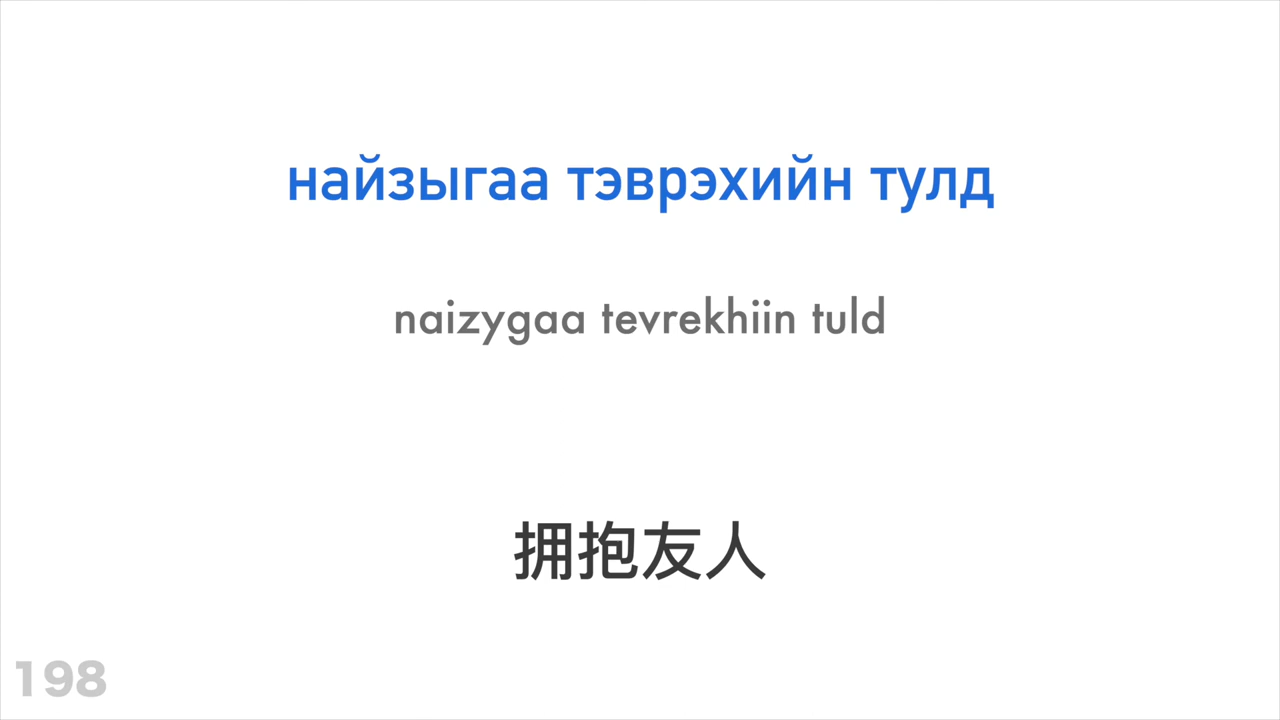 найзыгаа тэврэхийн тулд
naizygaa tevrekhiin tuld
拥抱友人
198